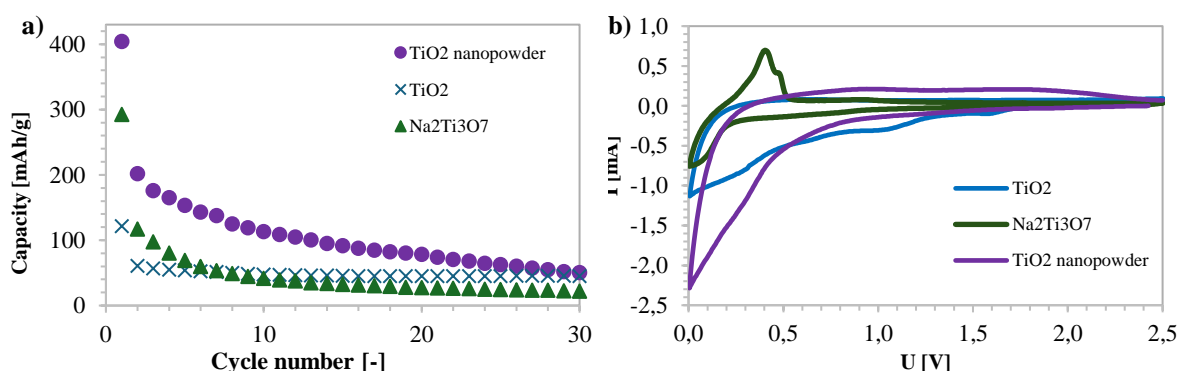 a)
Capacity [mAh/g]
400
300
200
100
0
TiO2 nanopowder
TiO2
Na2Ti3O7
0
10
20
30
Cycle number [-]
b)
I [mA]
1,0
0,5
0,0
-0,5
-1,0
-1,5
-2,0
-2,5
TiO2
Na2Ti3O7
TiO2 nanopowder
0,0
0,5
1,0
1,5
2,0
2,5
U [V]